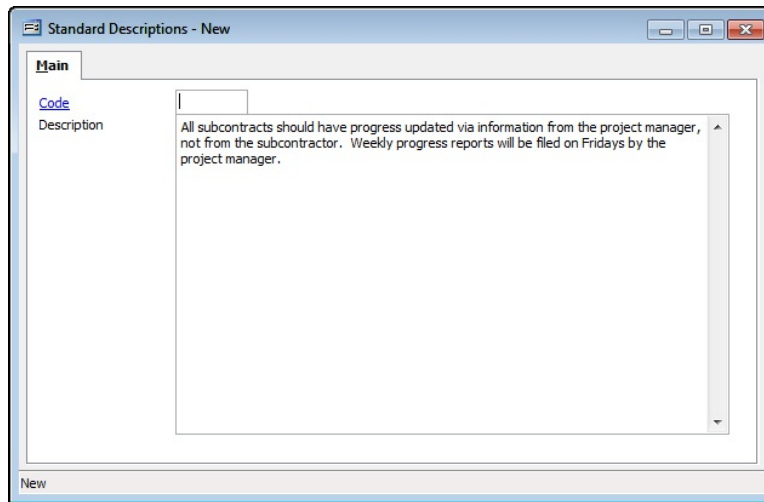 Standard Descriptions - New
Main
Code
Description
All subcontracts should have progress updated via information from the project manager,
not from the subcontractor.  Weekly progress reports will be filed on Fridays by the
project manager.
New